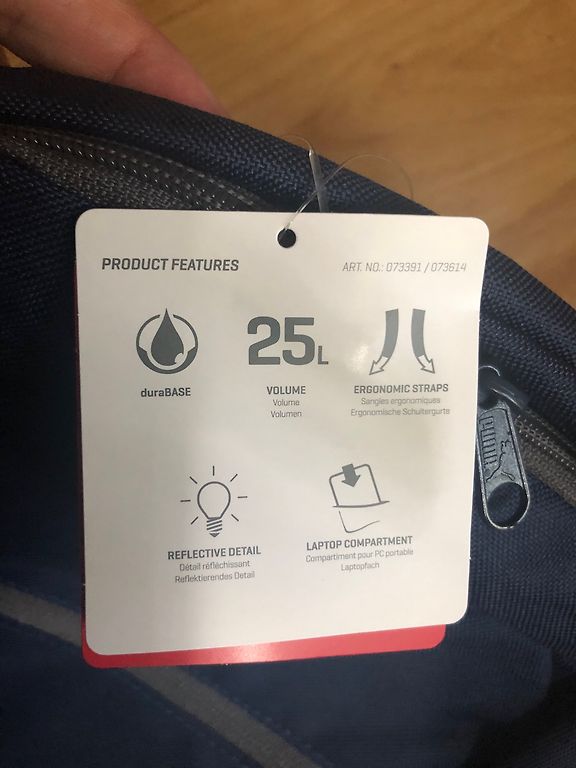 PRODUCT FEATURES
ART. NO.: 073391 / 073614
duraBASE
25L
VOLUME
Volume
Volumen
ERGONOMIC STRAPS
Sangles ergonomiques
Ergonomische Schultergurte
REFLECTIVE DETAIL
Détail réfléchissant
Reflektierendes Detail
LAPTOP COMPARTMENT
Compartiment pour PC portable
Laptopfach
PUMA